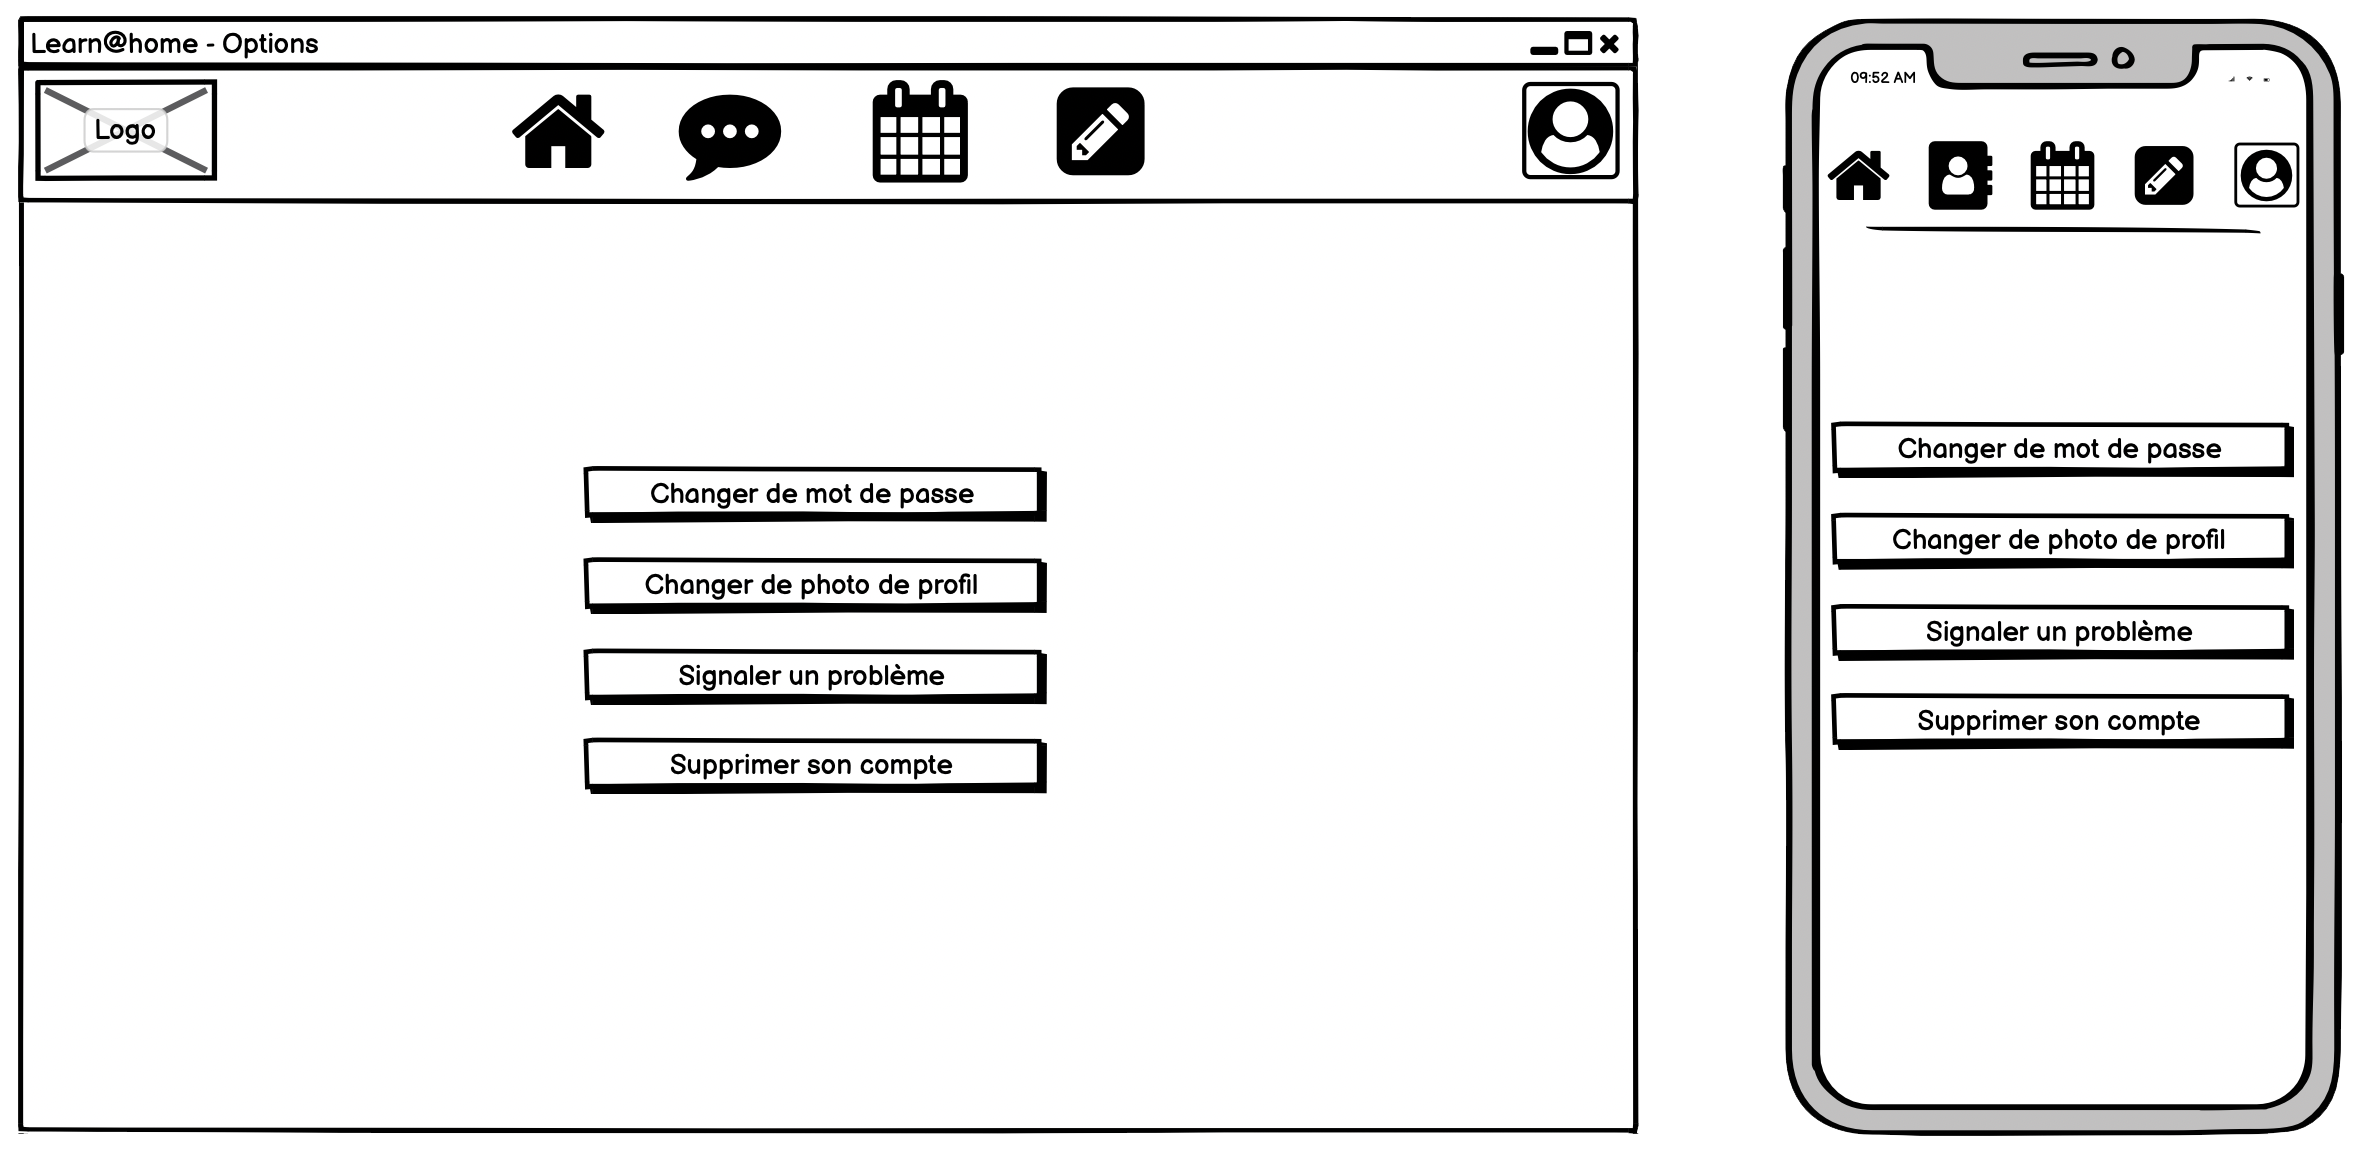 Learn@home - Options
Logo
Changer de mot de passe
Changer de photo de profil
Signaler un problème
Supprimer son compte
09:52 AM
Changer de mot de passe
Changer de photo de profil
Signaler un problème
Supprimer son compte